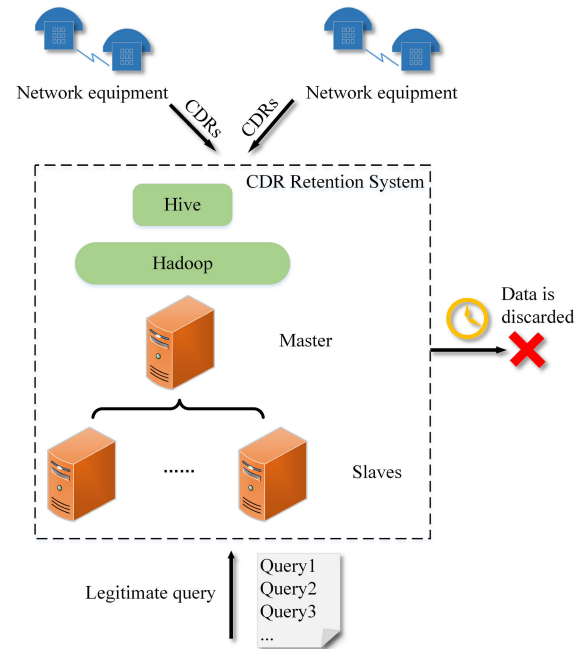 Network equipment
Network equipment
CDRs
CDRs
CDR Retention System
Hive
Hadoop
Master
Data is
discarded
......
Slaves
Legitimate query
Query1
Query2
Query3
...